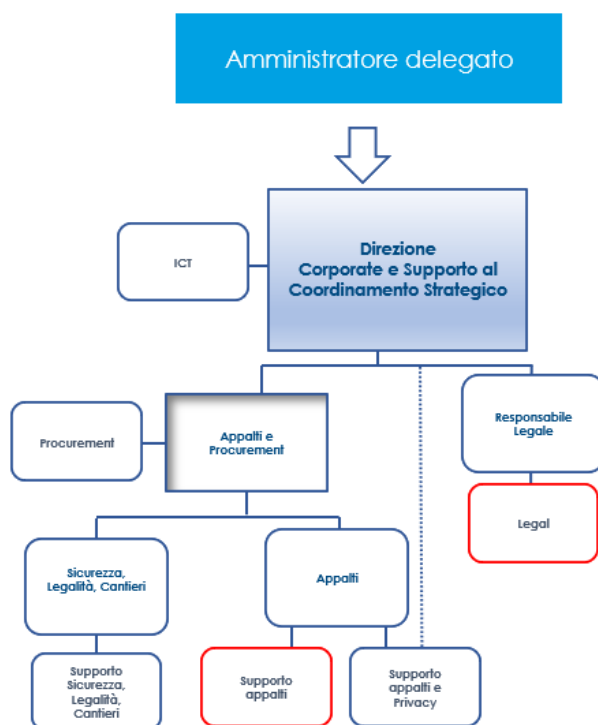 Amministratore delegato
Direzione
Corporate e Supporto al
Coordinamento Strategico
ICT
Procurement
Appalti e
Procurement
Responsabile
Legale
Legal
Sicurezza,
Legalità, Cantieri
Appalti
Supporto
Sicurezza,
Legalità,
Cantieri
Supporto
appalti
Supporto
appalti e
Privacy